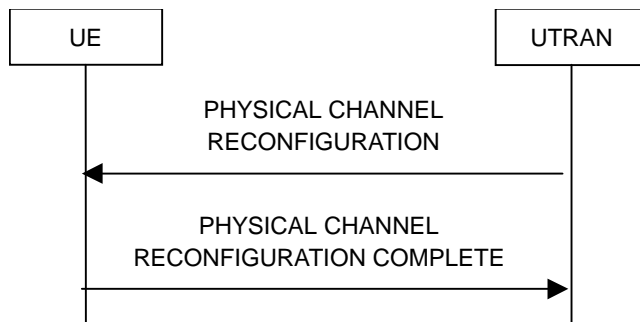 UE
UTRAN
PHYSICAL CHANNEL
RECONFIGURATION
PHYSICAL CHANNEL
RECONFIGURATION COMPLETE